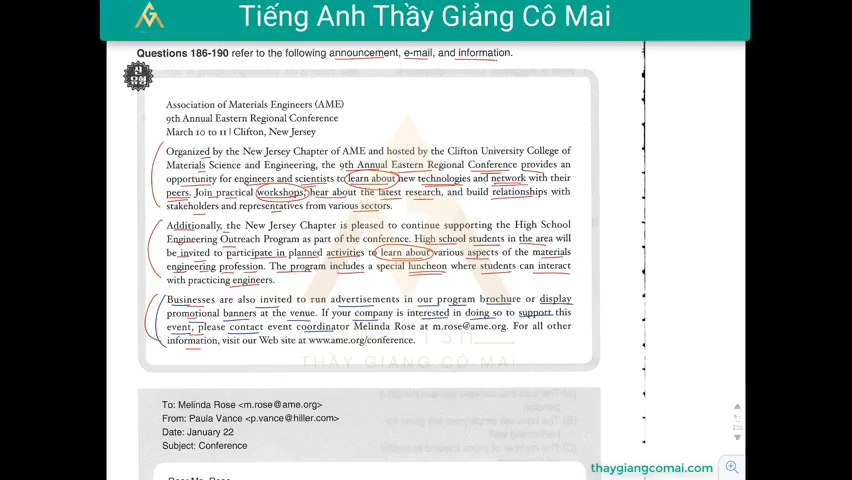 Tiếng Anh Thầy Giảng Cô Mai
Questions 186-190 refer to the following announcement, e-mail, and information.
Association of Materials Engineers (AME)
9th Annual Eastern Regional Conference
March 10 to 11 | Clifton, New Jersey
Organized by the New Jersey Chapter of AME and hosted by the Clifton University College of
Materials Science and Engineering, the 9th Annual Eastern Regional Conference provides an
opportunity for engineers and scientists to learn about new technologies and network with their
peers. Join practical workshops, hear about the latest research, and build relationships with
stakeholders and representatives from various sectors.
Additionally, the New Jersey Chapter is pleased to continue supporting the High School
Engineering Outreach Program as part of the conference. High school students in the area will
be invited to participate in planned activities to learn about various aspects of the materials
engineering profession. The program includes a special luncheon where students can interact
with practicing engineers.
Businesses are also invited to run advertisements in our program brochure or display
promotional banners at the venue. If your company is interested in doing so to support this
event, please contact event coordinator Melinda Rose at m.rose@ame.org. For all other
information, visit our Web site at www.ame.org/conference.
THẦY GIẢNG CÔ MAI
To: Melinda Rose <m.rose@ame.org>
From: Paula Vance <p.vance@hiller.com>
Date: January 22
Subject: Conference
Dear Ms. Rose
thaygiangcomai.com